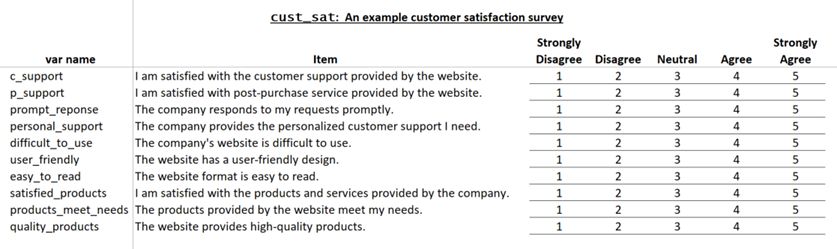 cust_sat: An example customer satisfaction survey
var name Item Strongly Disagree Disagree Neutral Agree Strongly Agree
c_support I am satisfied with the customer support provided by the website. 1 2 3 4 5
p_support I am satisfied with post-purchase service provided by the website. 1 2 3 4 5
prompt_reponse The company responds to my requests promptly. 1 2 3 4 5
personal_support The company provides the personalized customer support I need. 1 2 3 4 5
difficult_to_use The company's website is difficult to use. 1 2 3 4 5
user_friendly The website has a user-friendly design. 1 2 3 4 5
easy_to_read The website format is easy to read. 1 2 3 4 5
satisfied_products I am satisfied with the products and services provided by the company. 1 2 3 4 5
products_meet_needs The products provided by the website meet my needs. 1 2 3 4 5
quality_products The website provides high-quality products. 1 2 3 4 5